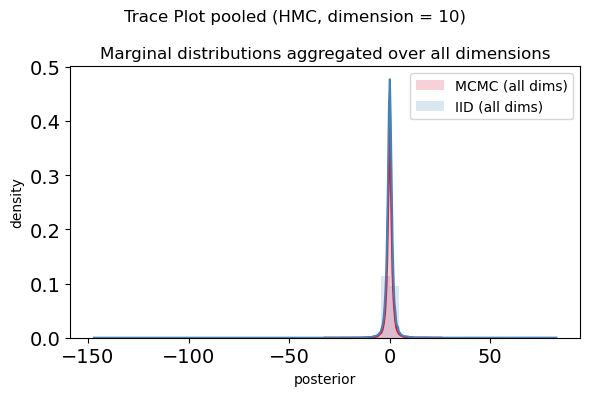 Trace Plot pooled (HMC, dimension = 10)
Marginal distributions aggregated over all dimensions
0.5
0.4
0.3
0.2
0.1
0.0
density
MCMC (all dims)
IID (all dims)
−150
−100
−50
0
50
posterior